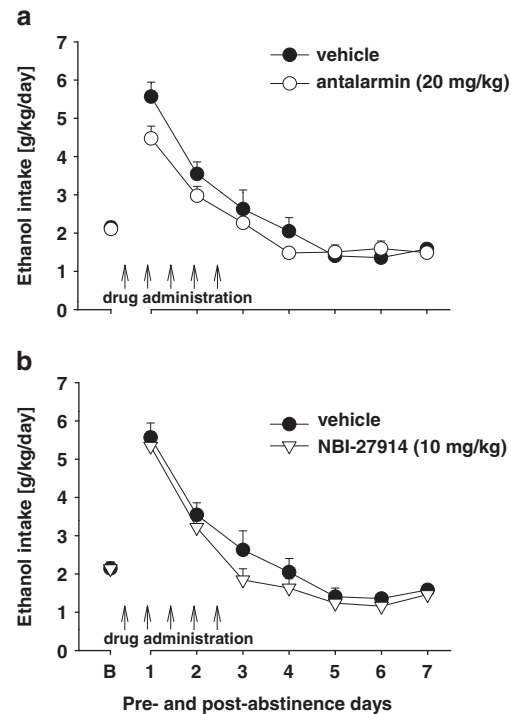 a
7
6
5
4
3
2
1
0
Ethanol intake [g/kg/day]
vehicle
antalarmin (20 mg/kg)
drug administration
b
7
6
5
4
3
2
1
0
Ethanol intake [g/kg/day]
vehicle
NBI-27914 (10 mg/kg)
drug administration
B 1 2 3 4 5 6 7
Pre- and post-abstinence days